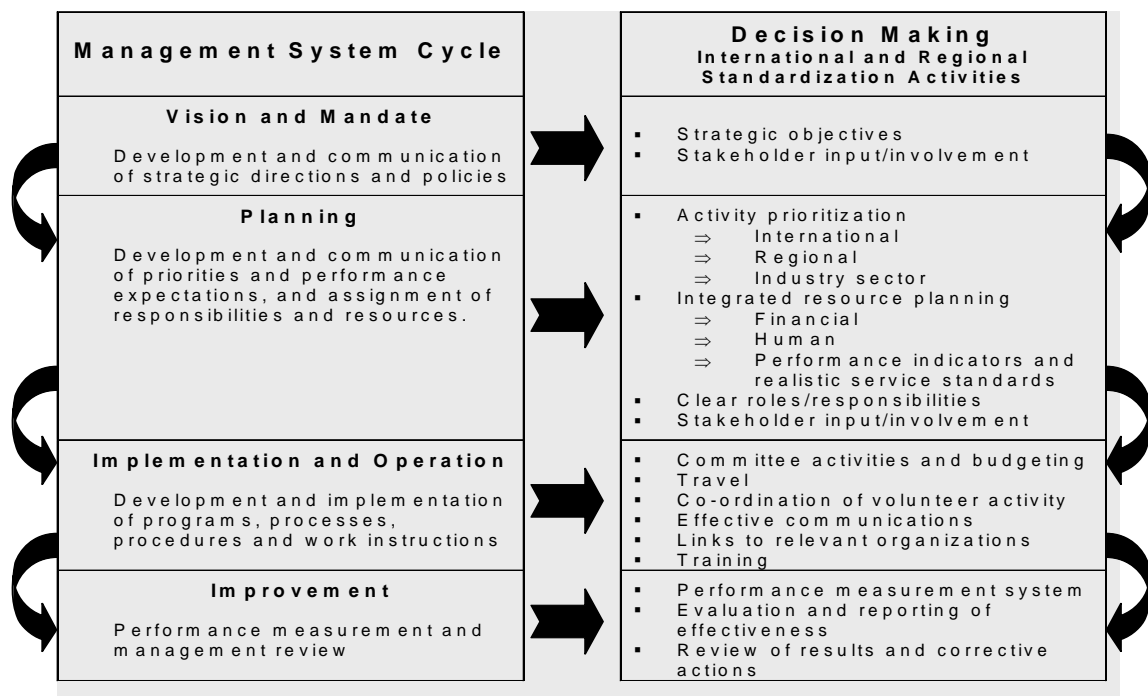 Management System Cycle
Vision and Mandate
Development and communication
of strategic directions and policies
Planning
Development and communication
of priorities and performance
expectations, and assignment of
responsibilities and resources.
Implementation and Operation
Development and implementation
of programs, processes,
procedures and work instructions
Improvement
Performance measurement and
management review
Decision Making
International and Regional
Standardization Activities
▪ Strategic objectives
▪ Stakeholder input/involvement
▪ Activity prioritization
⇒ International
⇒ Regional
⇒ Industry sector
▪ Integrated resource planning
⇒ Financial
⇒ Human
⇒ Performance indicators and
realistic service standards
▪ Clear roles/responsibilities
▪ Stakeholder input/involvement
▪ Committee activities and budgeting
▪ Travel
▪ Co-ordination of volunteer activity
▪ Effective communications
▪ Links to relevant organizations
▪ Training
▪ Performance measurement system
▪ Evaluation and reporting of
effectiveness
▪ Review of results and corrective
actions